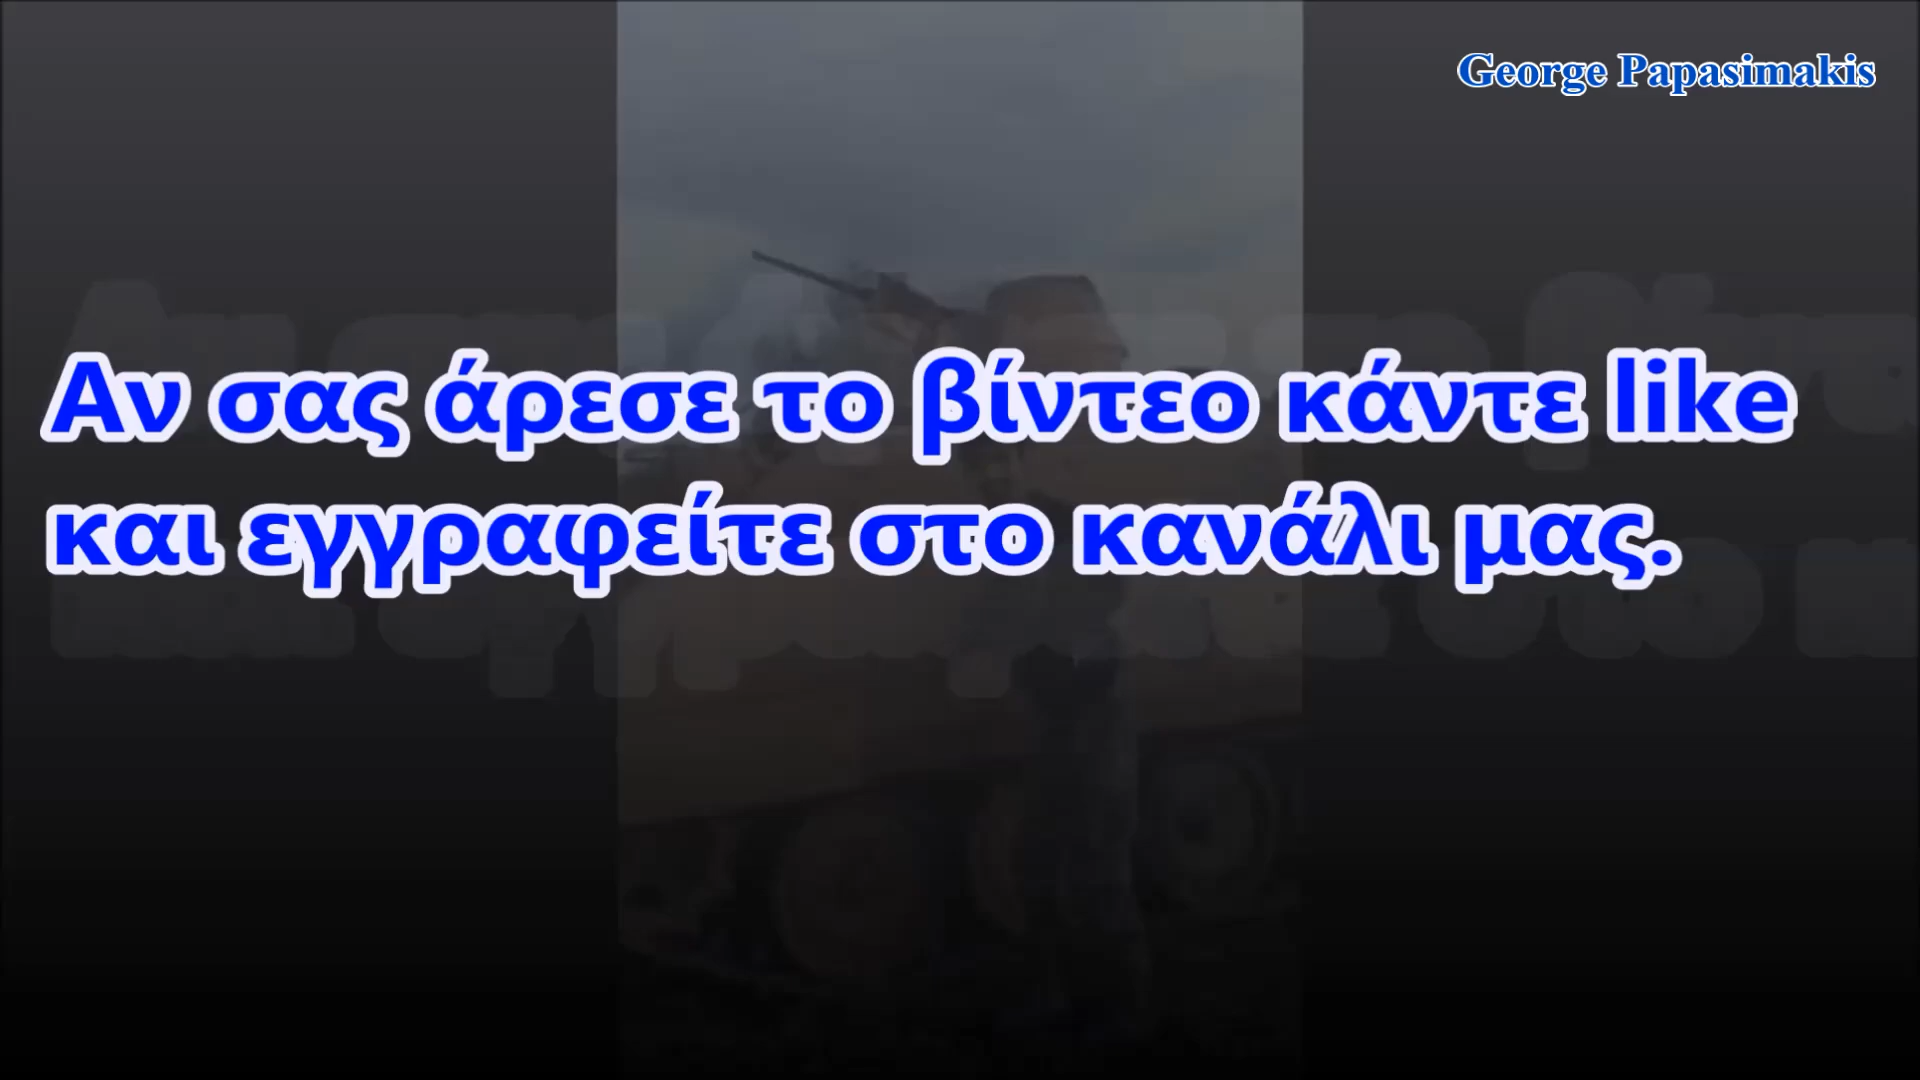 George Papasimakis
Αν σας άρεσε το βίντεο κάντε like
και εγγραφείτε στο κανάλι μας.